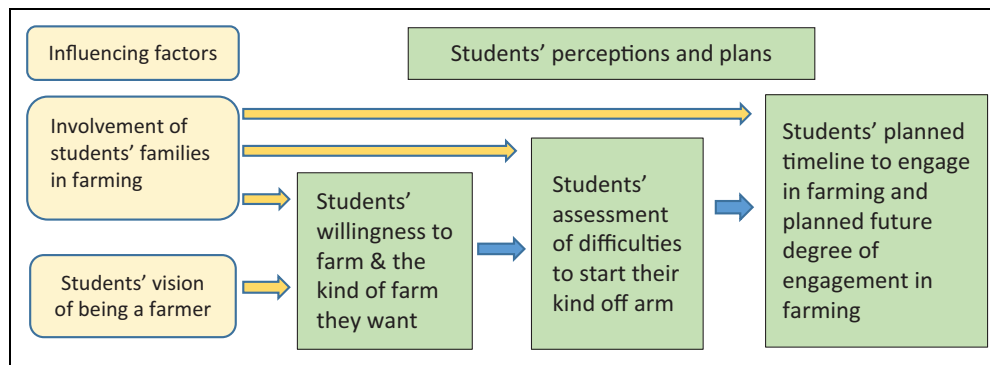 Influencing factors
Students’ perceptions and plans
Involvement of
students’ families
in farming
Students’ vision
of being a farmer
Students’
willingness to
farm & the
kind of farm
they want
Students’
assessment
of difficulties
to start their
kind off arm
Students’ planned
timeline to engage
in farming and
planned future
degree of
engagement in
farming